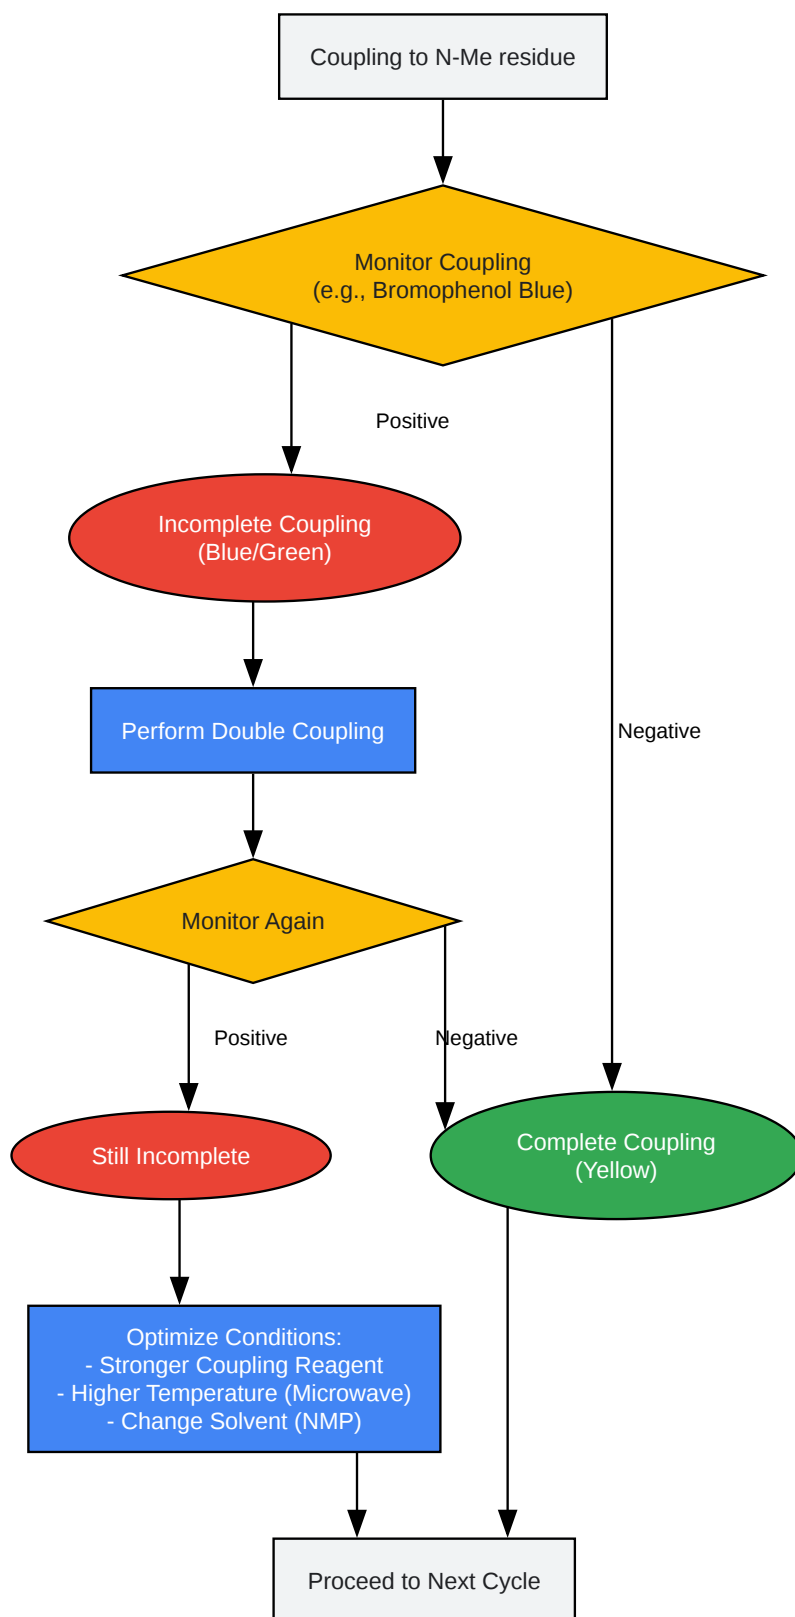 Coupling to N-Me residue
Monitor Coupling
(e.g., Bromophenol Blue)
Positive
Incomplete Coupling
(Blue/Green)
Perform Double Coupling
Negative
Monitor Again
Positive
Negative
Still Incomplete
Complete Coupling
(Yellow)
Optimize Conditions:
- Stronger Coupling Reagent
- Higher Temperature (Microwave)
- Change Solvent (NMP)
Proceed to Next Cycle